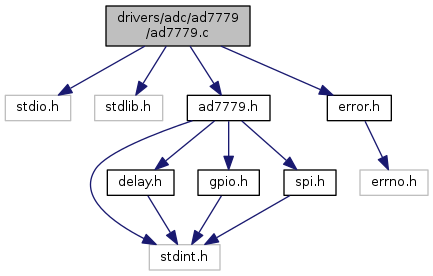 drivers/adc/ad7779
/ad7779.c
stdio.h
stdlib.h
ad7779.h
error.h
delay.h
gpio.h
spi.h
errno.h
stdint.h